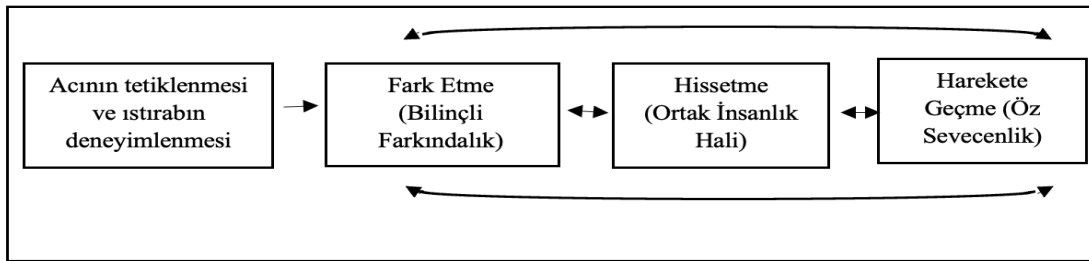 Acının tetiklenmesi
ve ıstırabın
deneyimlenmesi
Fark Etme
(Bilinçli
Farkındalık)
Hissetme
(Ortak İnsanlık
Hali)
Harekete
Geçme (Öz
Sevecenlik)